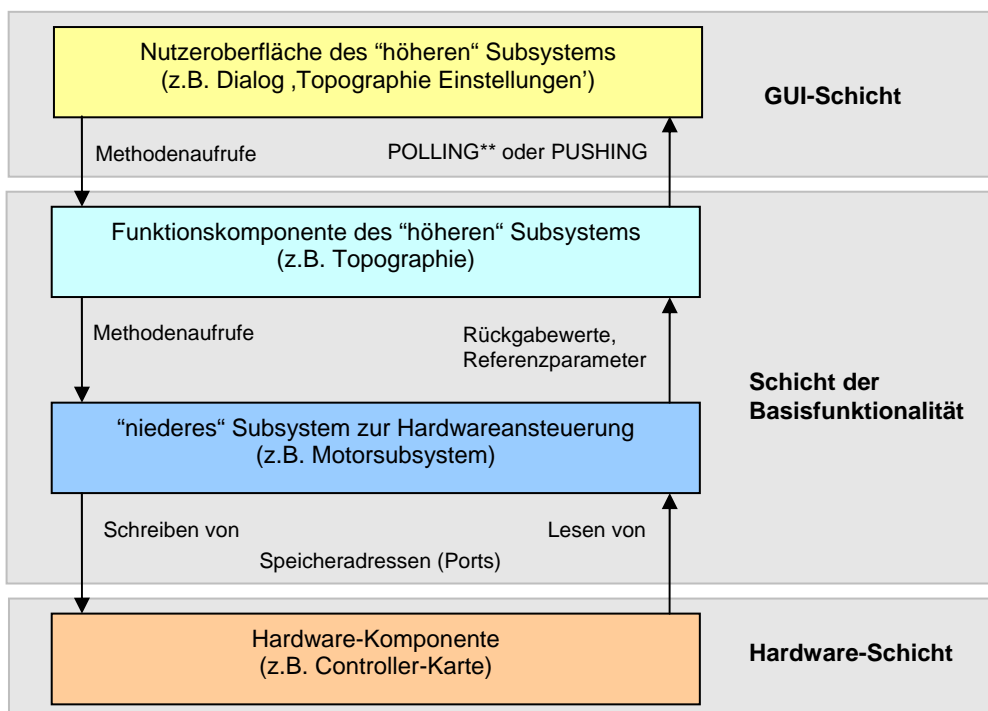 Nutzeroberfläche des “höheren“ Subsystems
(z.B. Dialog ‚Topographie Einstellungen’)
GUI-Schicht
Methodenaufrufe
POLLING** oder PUSHING
Funktionskomponente des “höheren“ Subsystems
(z.B. Topographie)
Methodenaufrufe
Rückgabewerte,
Referenzparameter
Schicht der
Basisfunktionalität
“niederes“ Subsystem zur Hardwareansteuerung
(z.B. Motorsubsystem)
Schreiben von
Lesen von
Speicheradressen (Ports)
Hardware-Komponente
(z.B. Controller-Karte)
Hardware-Schicht